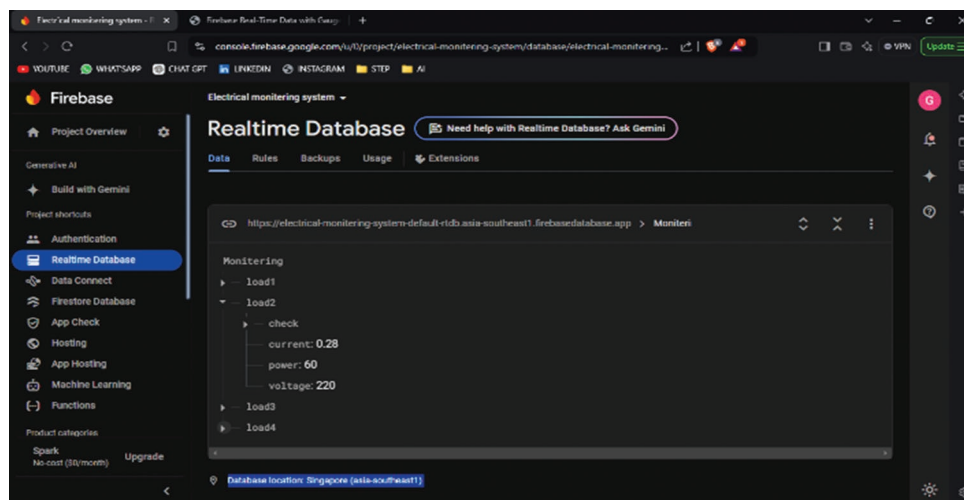 Electrical monitering system - F
Firebase Real-Time Data with Gauge
console.firebase.google.com/u/0/project/electrical-monitering-system/database/electrical-monitering...
VPN
Update
YOUTUBE
WHATSAPP
CHAT GPT
LINKEDIN
INSTAGRAM
STEP
AI
Firebase
Electrical monitering system
G
Project Overview
Realtime Database
Need help with Realtime Database? Ask Gemini
Generative AI
Data
Rules
Backups
Usage
Extensions
Build with Gemini
Project shortcuts
https://electrical-monitering-system-default-rtdb.asia-southeast1.firebasedatabase.app > Moniteri
Authentication
Realtime Database
Data Connect
Firestore Database
App Check
Hosting
App Hosting
Machine Learning
Functions
Monitering
load1
load2
check
current: 0.28
power: 60
voltage: 220
load3
load4
Product categories
Spark
No-cost ($0/month)
Upgrade
Database location: Singapore (asia-southeast1)